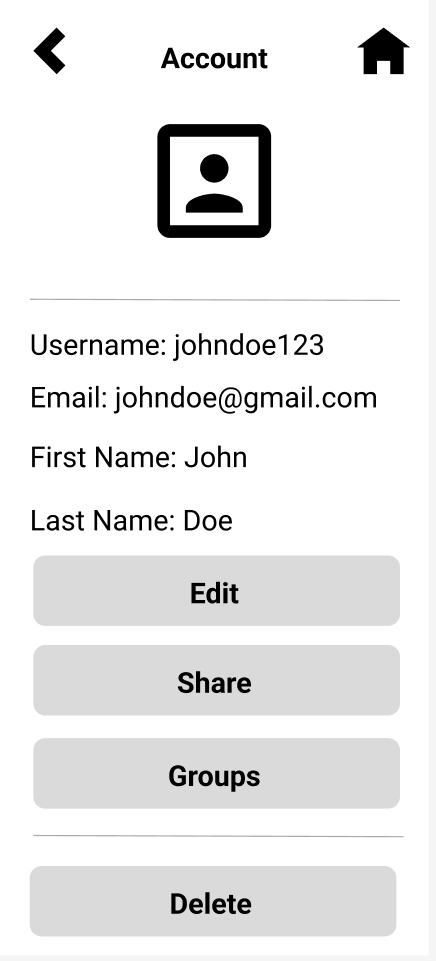 Account
Username: johndoe123
Email: johndoe@gmail.com
First Name: John
Last Name: Doe
Edit
Share
Groups
Delete